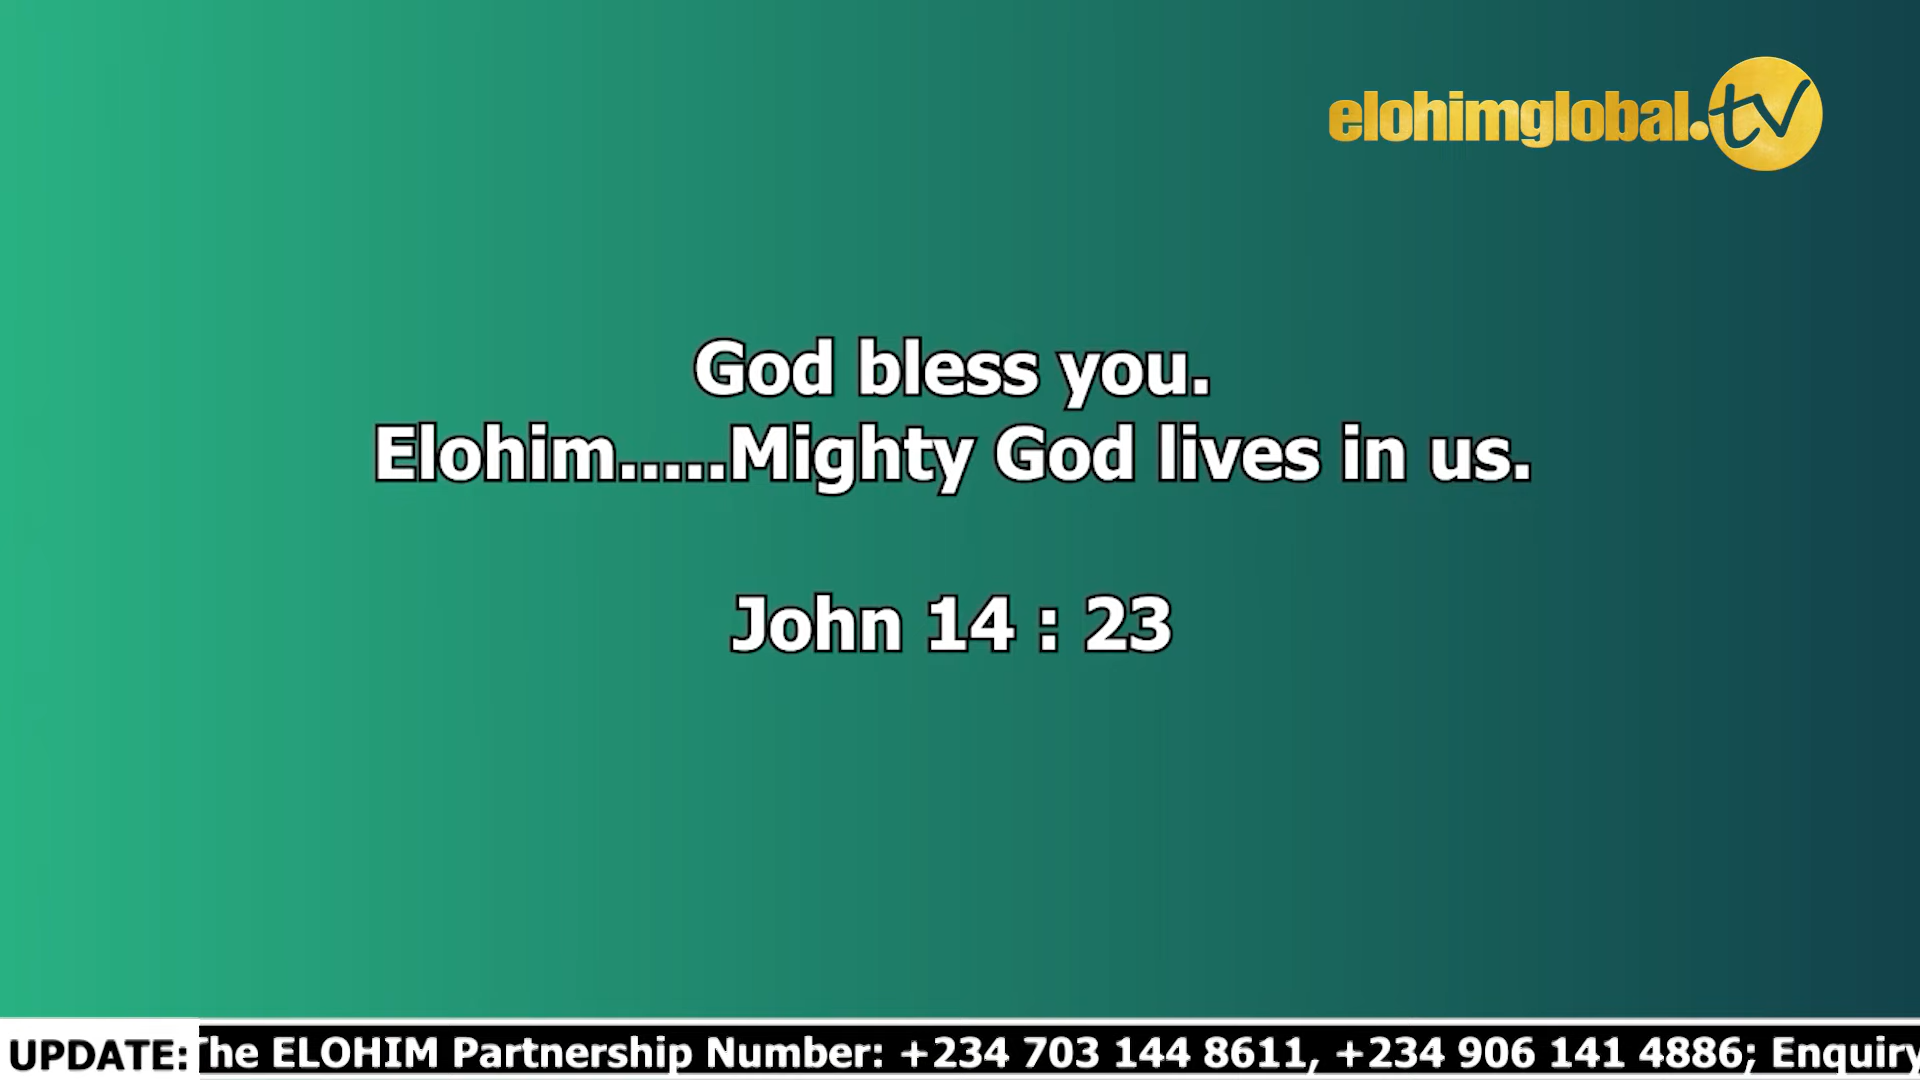 elohimglobal.tv
God bless you.
Elohim.....Mighty God lives in us.
John 14 : 23
UPDATE: The ELOHIM Partnership Number: +234 703 144 8611, +234 906 141 4886; Enquiry